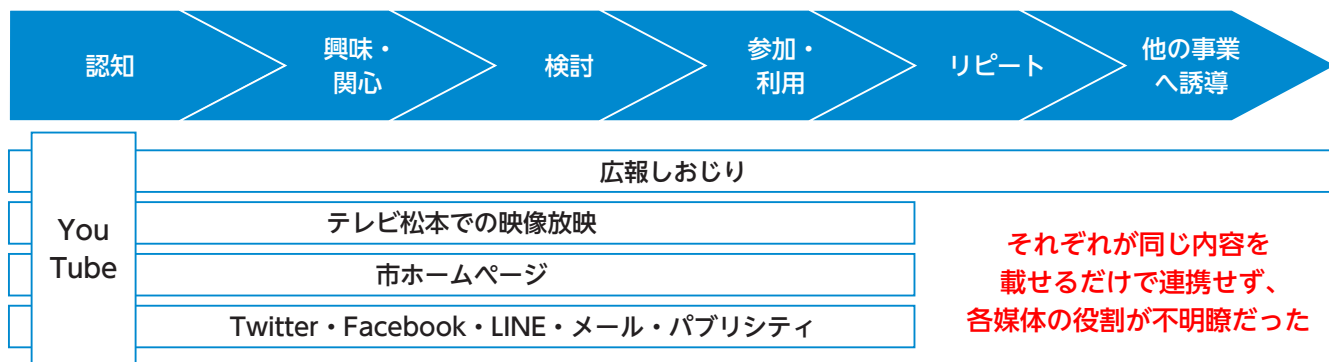 認知
興味・
関心
検討
参加・
利用
リピート
他の事業
へ誘導
広報しおじり
You
Tube
テレビ松本での映像放映
市ホームページ
Twitter・Facebook・LINE・メール・パブリシティ
それぞれが同じ内容を
載せるだけで連携せず、
各媒体の役割が不明瞭だった